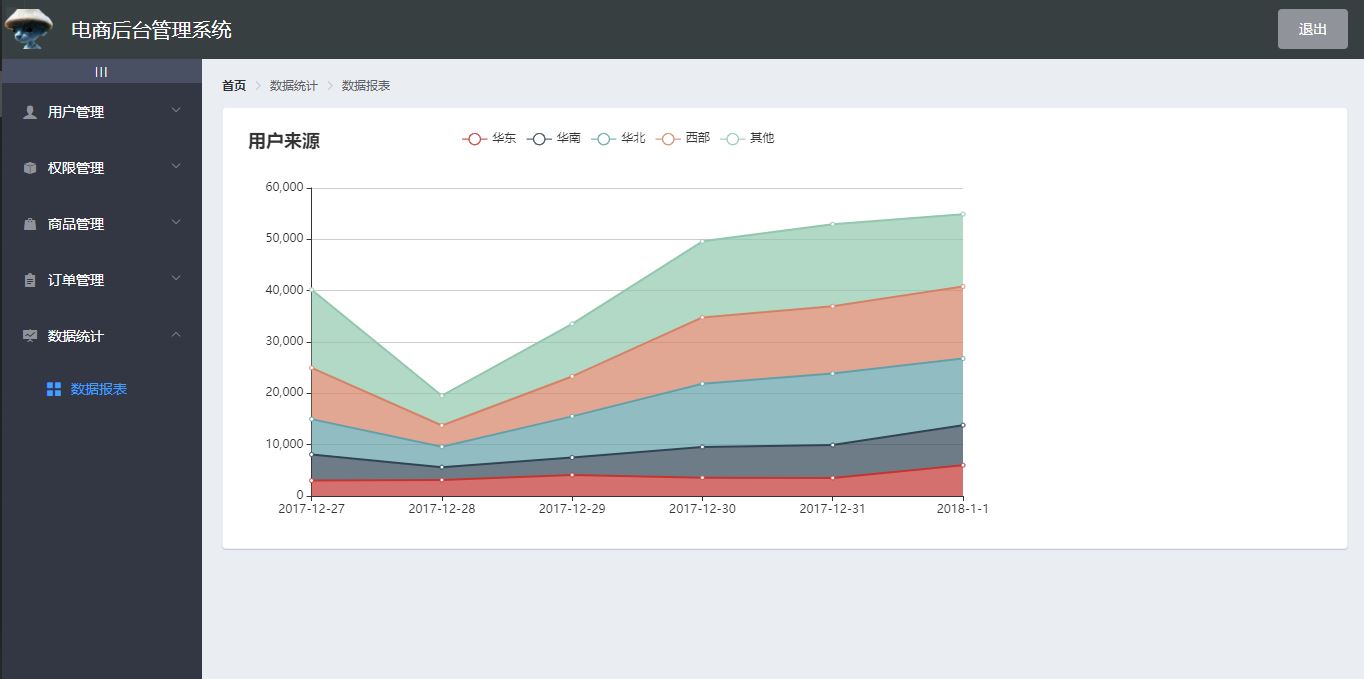 电商后台管理系统
退出
|||
用户管理
权限管理
商品管理
订单管理
数据统计
数据报表
首页 > 数据统计 > 数据报表
用户来源
华东 华南 华北 西部 其他
60,000
50,000
40,000
30,000
20,000
10,000
0
2017-12-27 2017-12-28 2017-12-29 2017-12-30 2017-12-31 2018-1-1